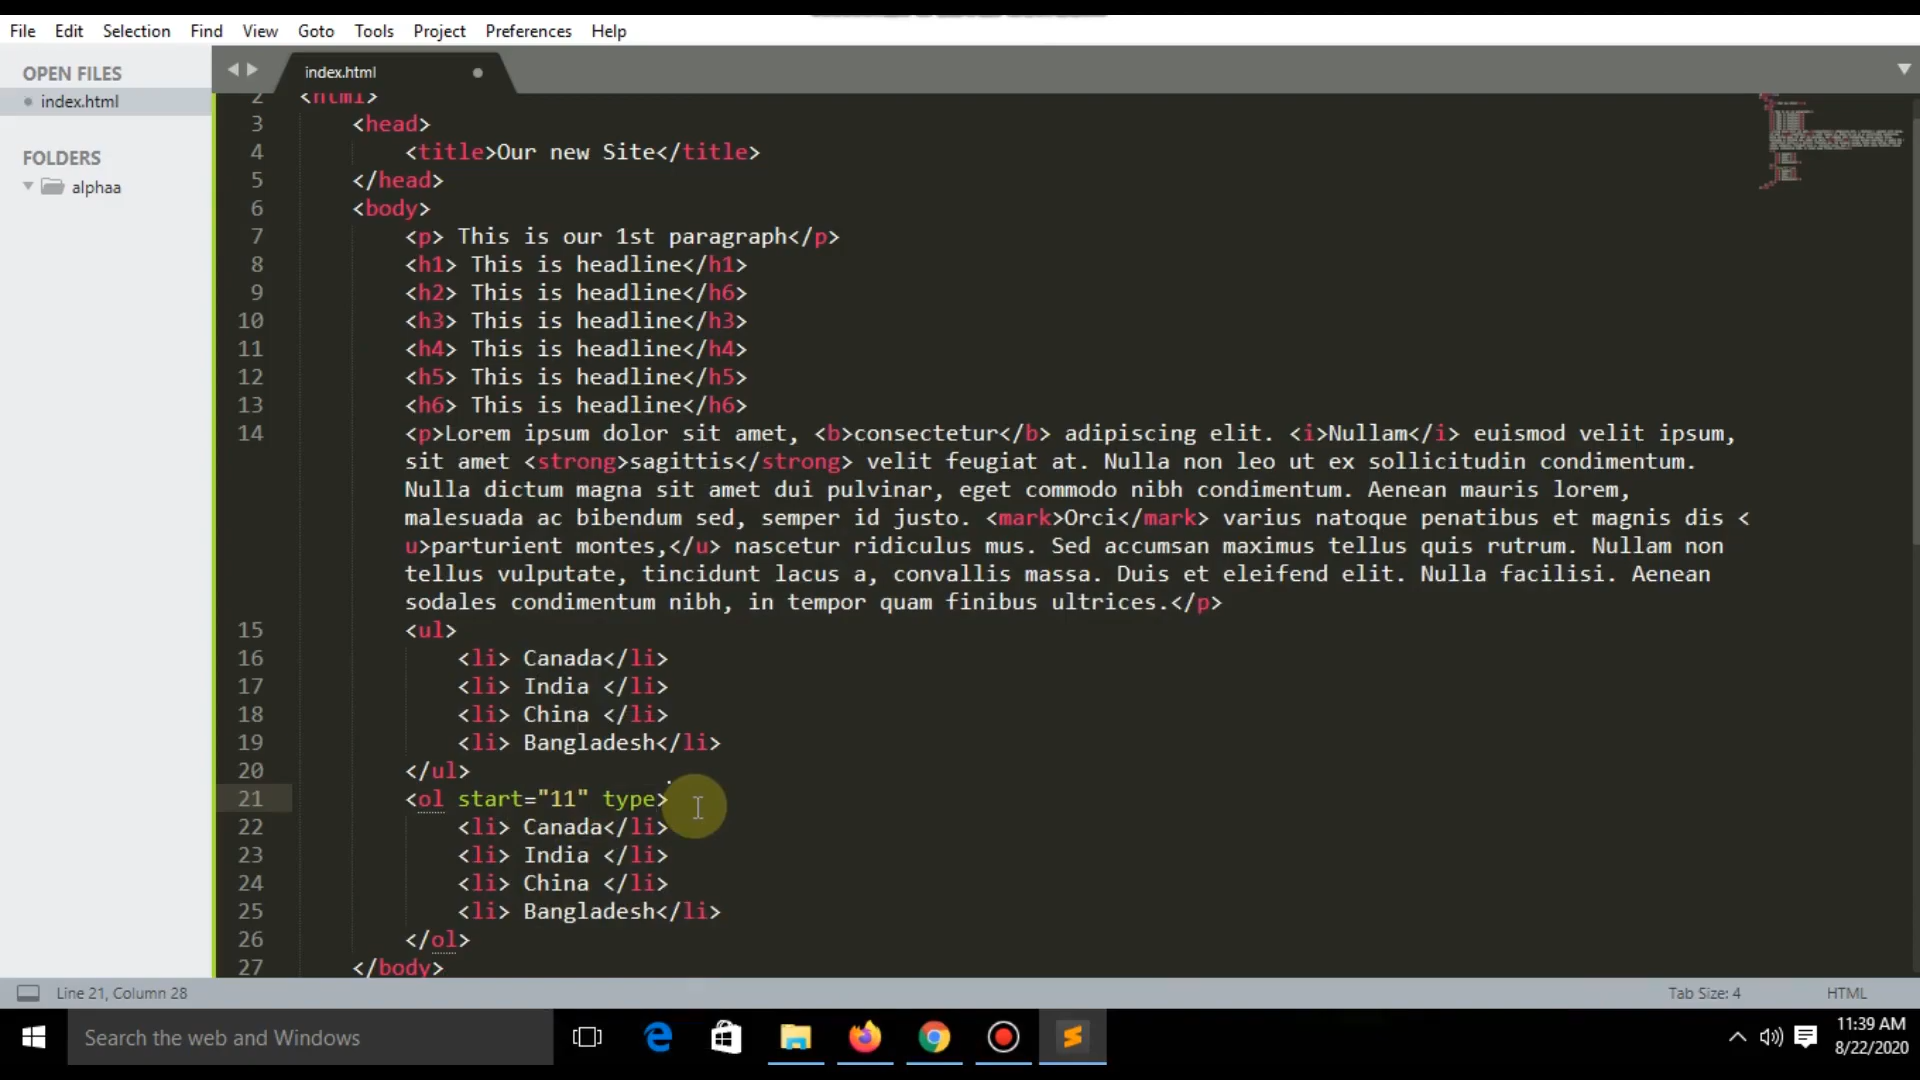 File Edit Selection Find View Goto Tools Project Preferences Help
OPEN FILES
index.html
FOLDERS
alphaa
index.html
2 <html>
3 <head>
4 <title>Our new Site</title>
5 </head>
6 <body>
7 <p> This is our 1st paragraph</p>
8 <h1> This is headline</h1>
9 <h2> This is headline</h6>
10 <h3> This is headline</h3>
11 <h4> This is headline</h4>
12 <h5> This is headline</h5>
13 <h6> This is headline</h6>
14 <p>Lorem ipsum dolor sit amet, <b>consectetur</b> adipiscing elit. <i>Nullam</i> euismod velit ipsum,
sit amet <strong>sagittis</strong> velit feugiat at. Nulla non leo ut ex sollicitudin condimentum.
Nulla dictum magna sit amet dui pulvinar, eget commodo nibh condimentum. Aenean mauris lorem,
malesuada ac bibendum sed, semper id justo. <mark>Orci</mark> varius natoque penatibus et magnis dis <
u>parturient montes,</u> nascetur ridiculus mus. Sed accumsan maximus tellus quis rutrum. Nullam non
tellus vulputate, tincidunt lacus a, convallis massa. Duis et eleifend elit. Nulla facilisi. Aenean
sodales condimentum nibh, in tempor quam finibus ultrices.</p>
15 <ul>
16 <li> Canada</li>
17 <li> India </li>
18 <li> China </li>
19 <li> Bangladesh</li>
20 </ul>
21 <ol start="11" type>
22 <li> Canada</li>
23 <li> India </li>
24 <li> China </li>
25 <li> Bangladesh</li>
26 </ol>
27 </body>
Line 21, Column 28
Tab Size: 4
HTML
Search the web and Windows
11:39 AM
8/22/2020